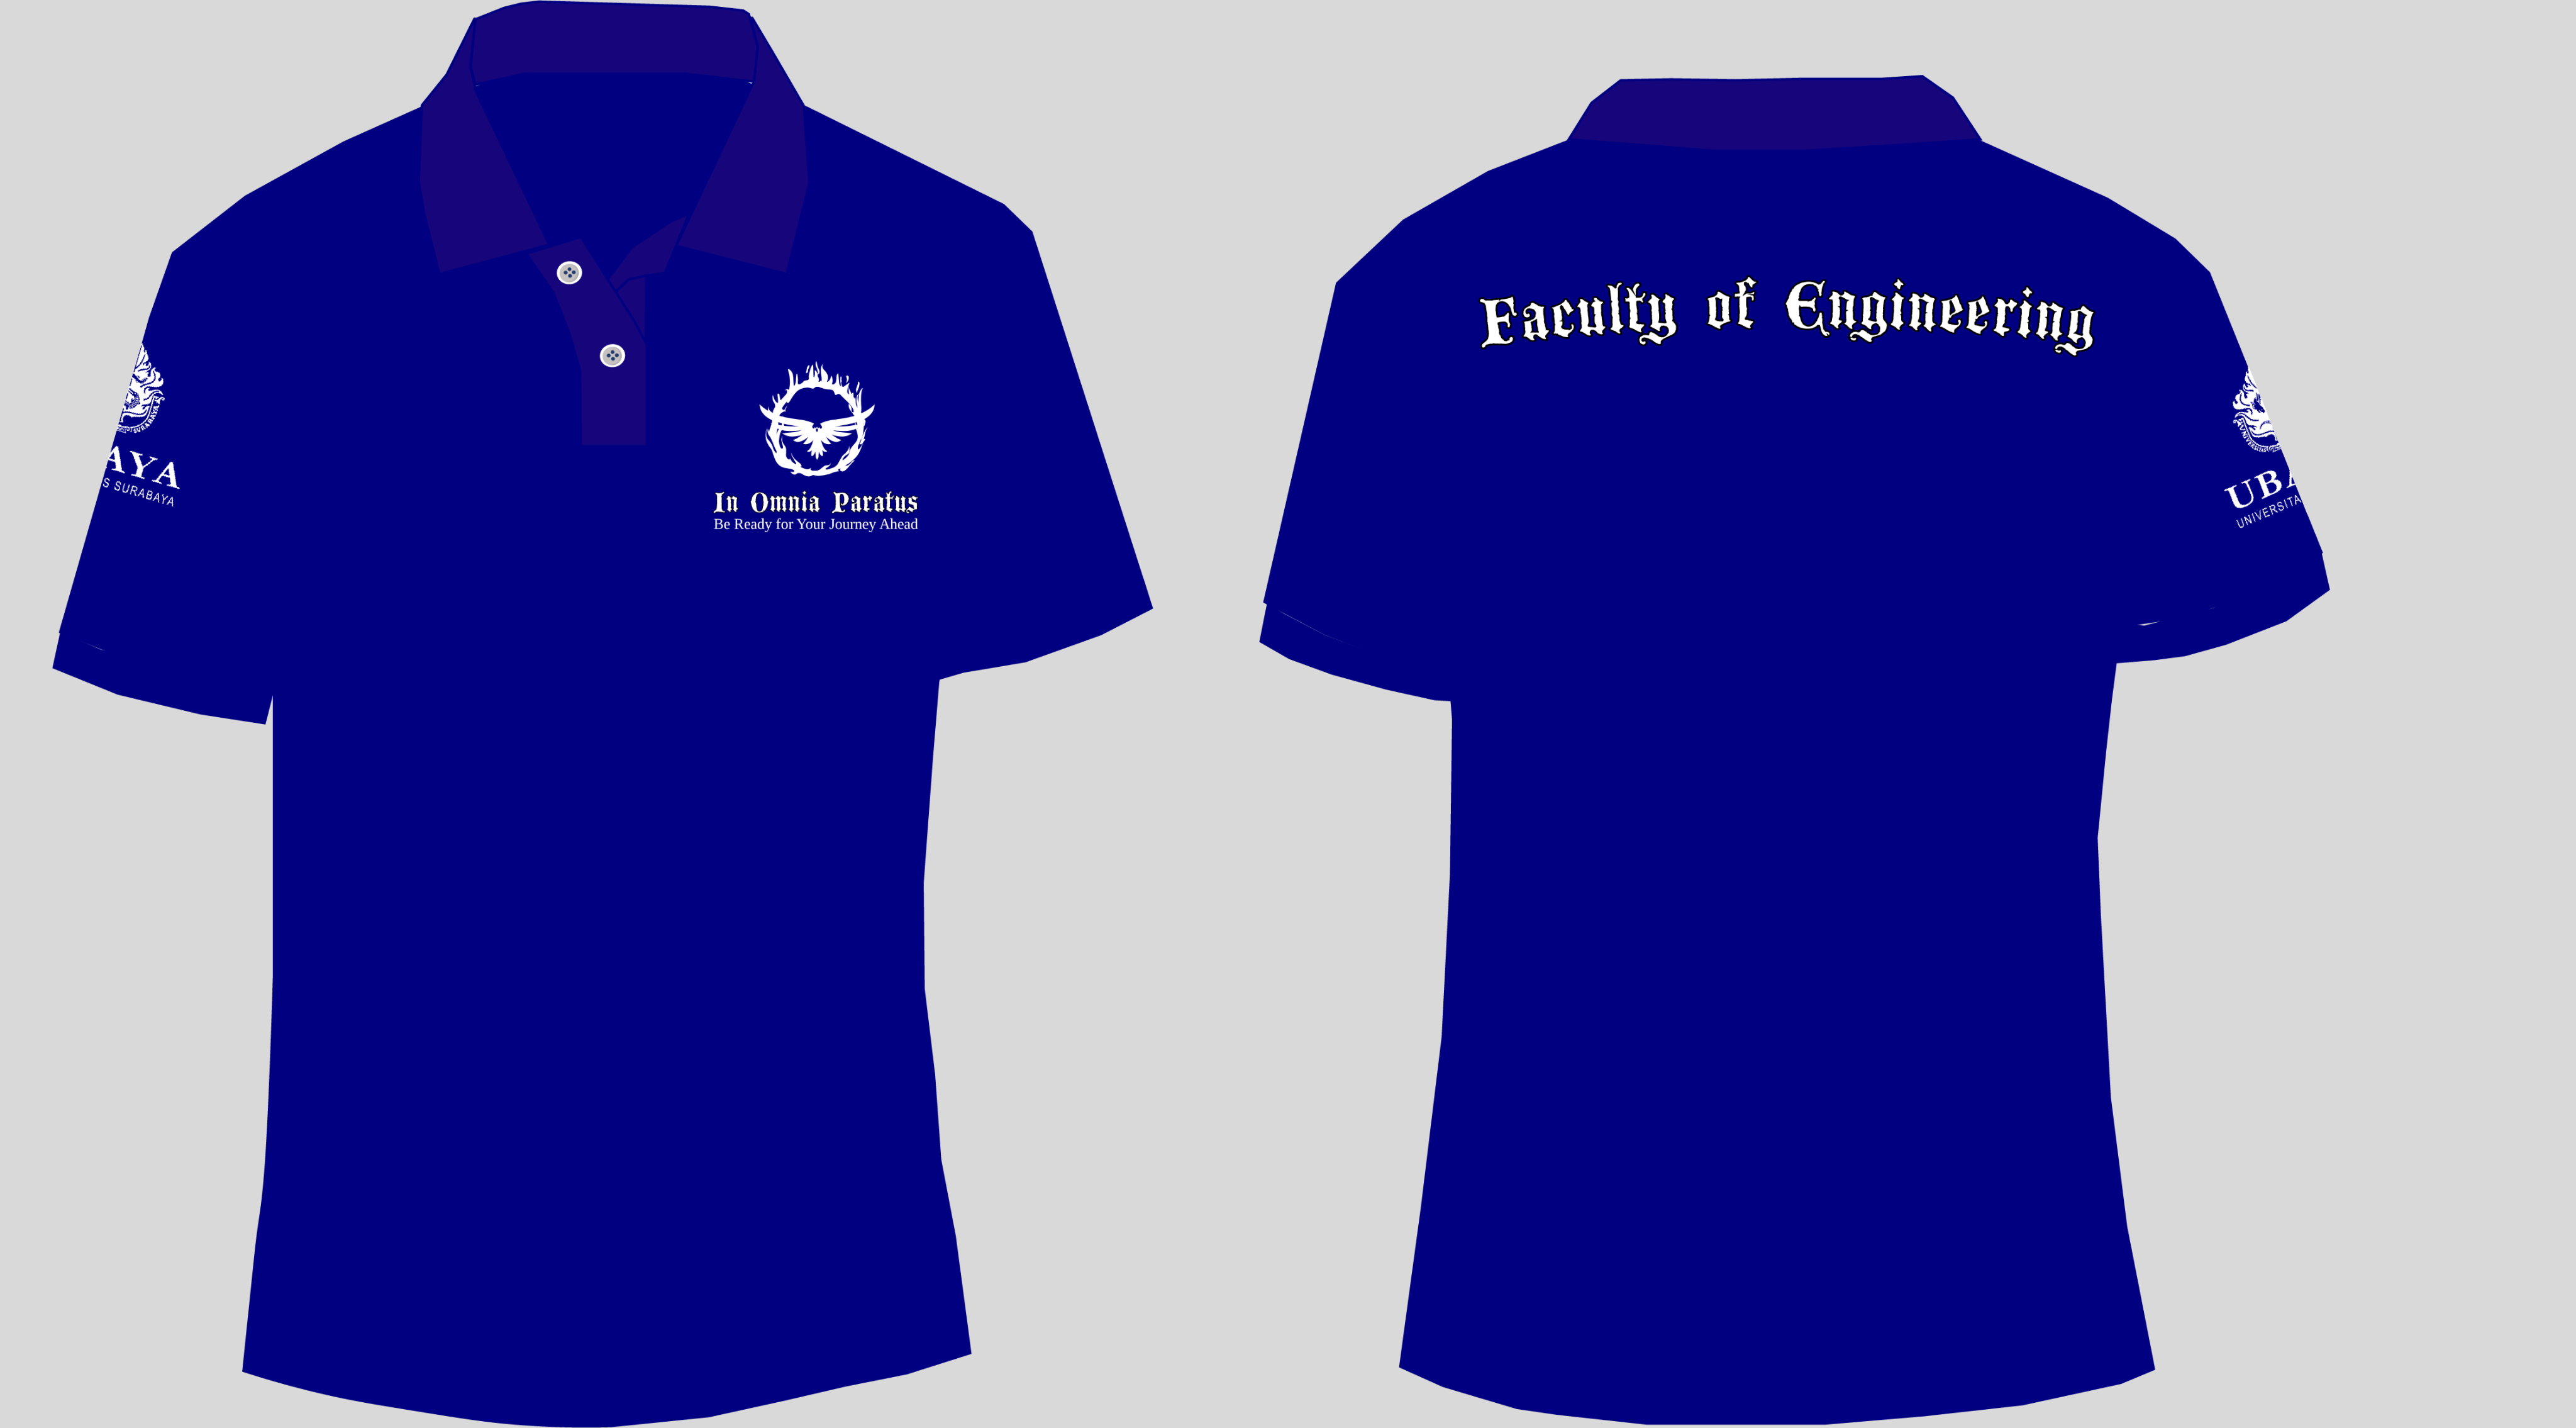 AYA
S SURABAYA
In Omnia Paratus
Be Ready for Your Journey Ahead
Faculty of Engineering
UBA
UNIVERSITA